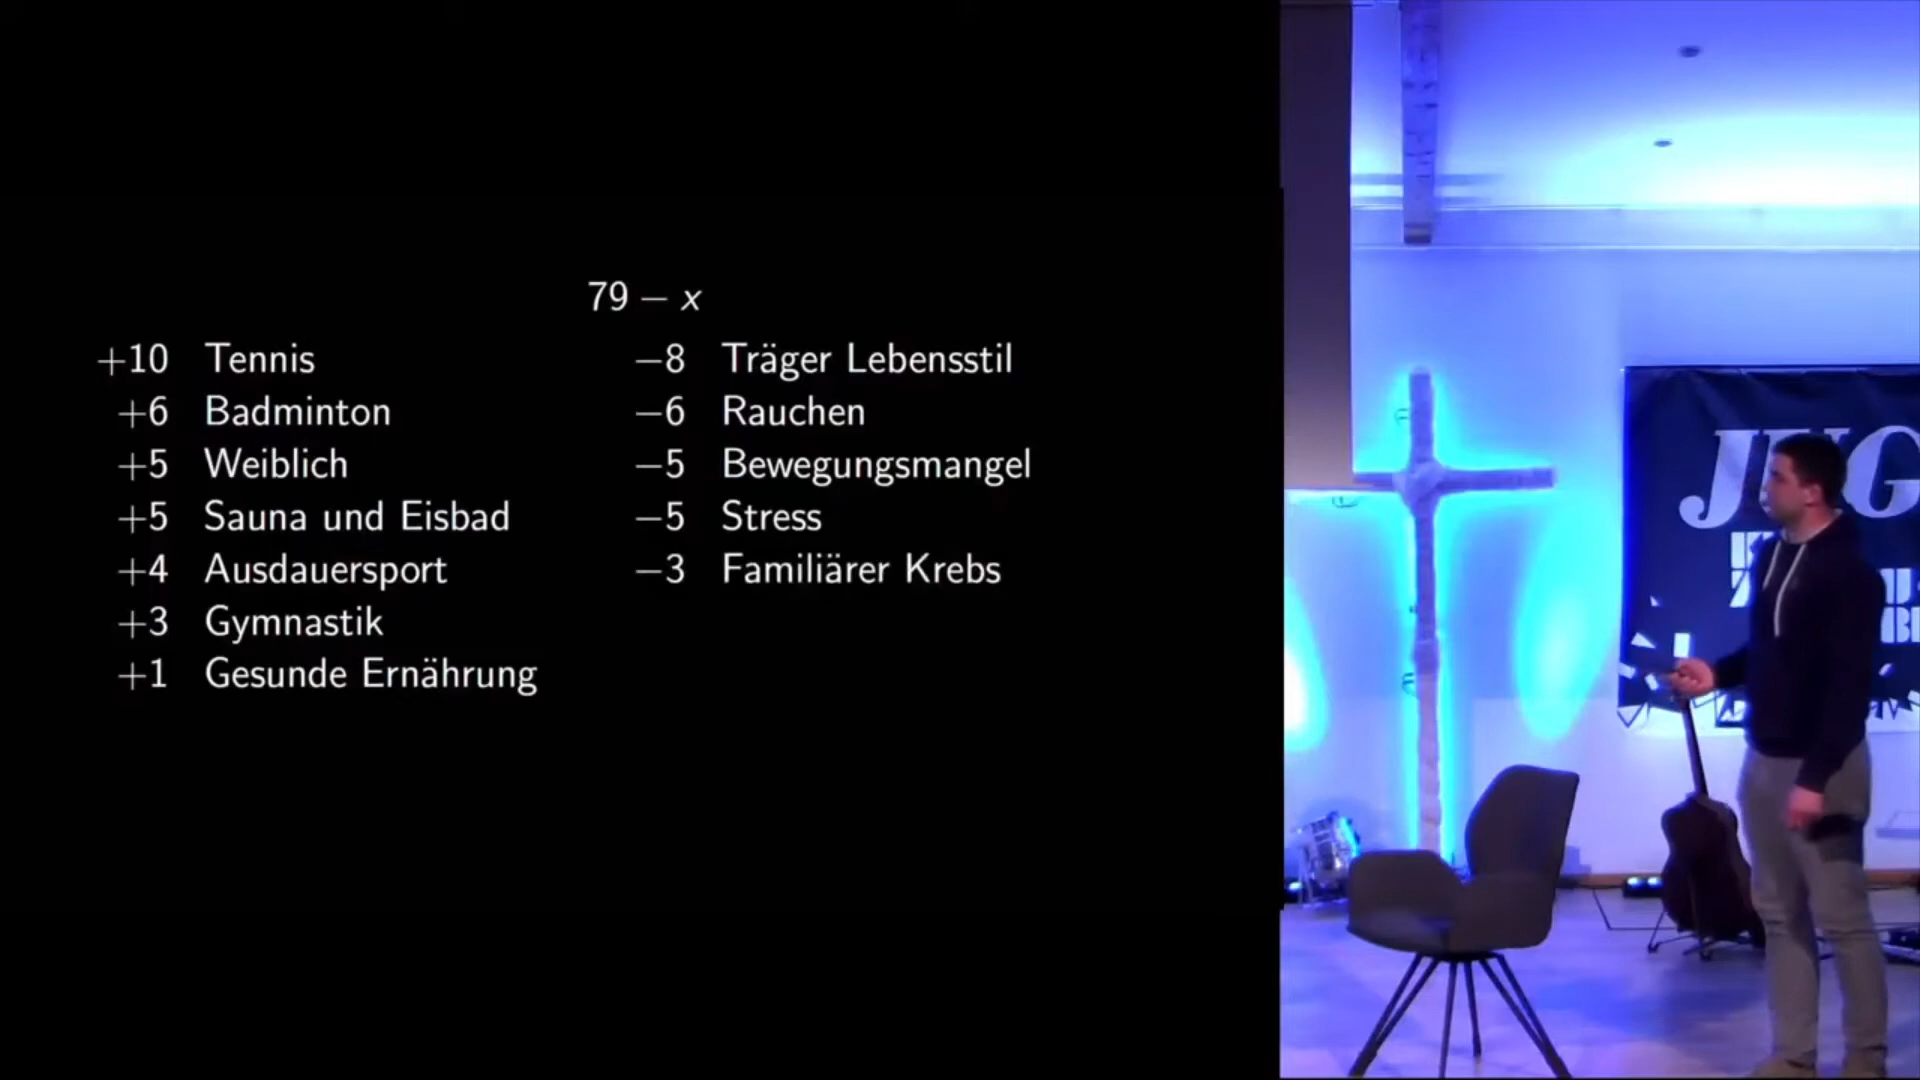 79 − x
+10 Tennis
+6 Badminton
+5 Weiblich
+5 Sauna und Eisbad
+4 Ausdauersport
+3 Gymnastik
+1 Gesunde Ernährung
−8 Träger Lebensstil
−6 Rauchen
−5 Bewegungsmangel
−5 Stress
−3 Familiärer Krebs